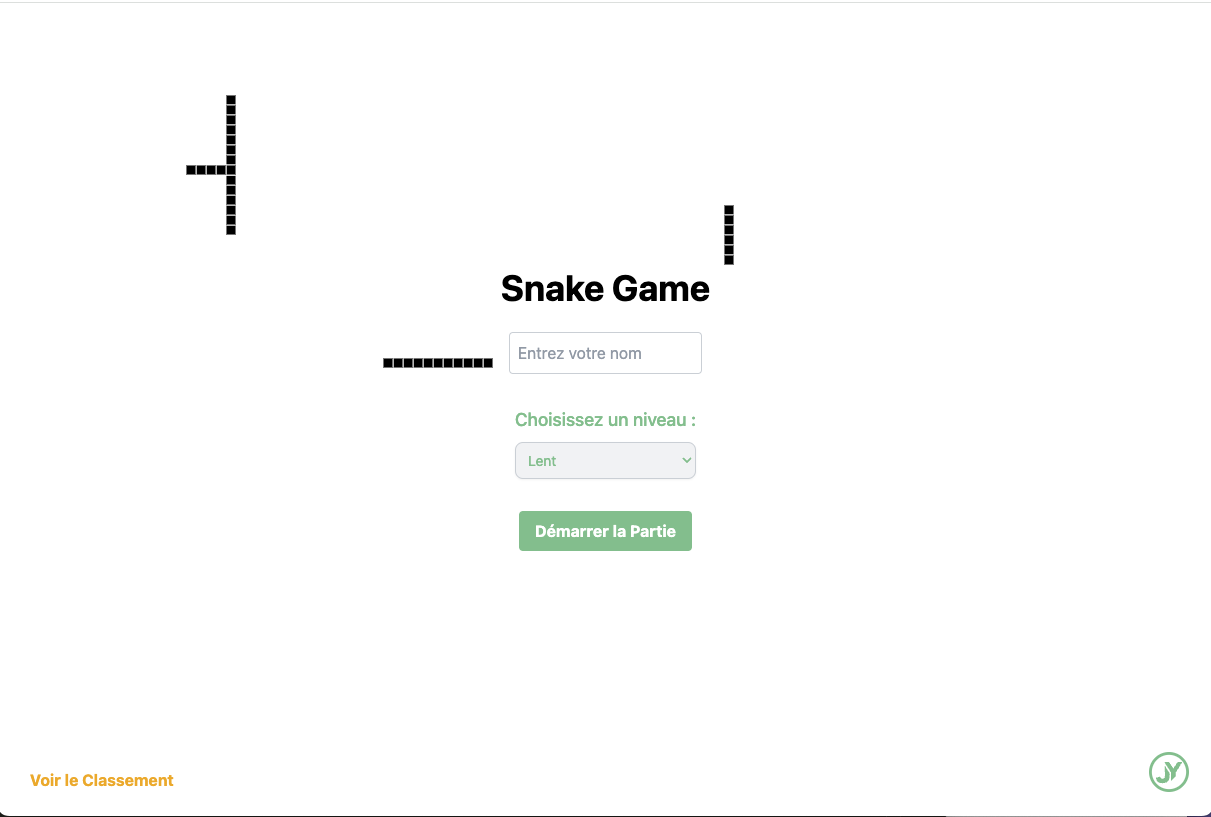 Snake Game
Entrez votre nom
Choisissez un niveau :
Lent
Démarrer la Partie
Voir le Classement
JY